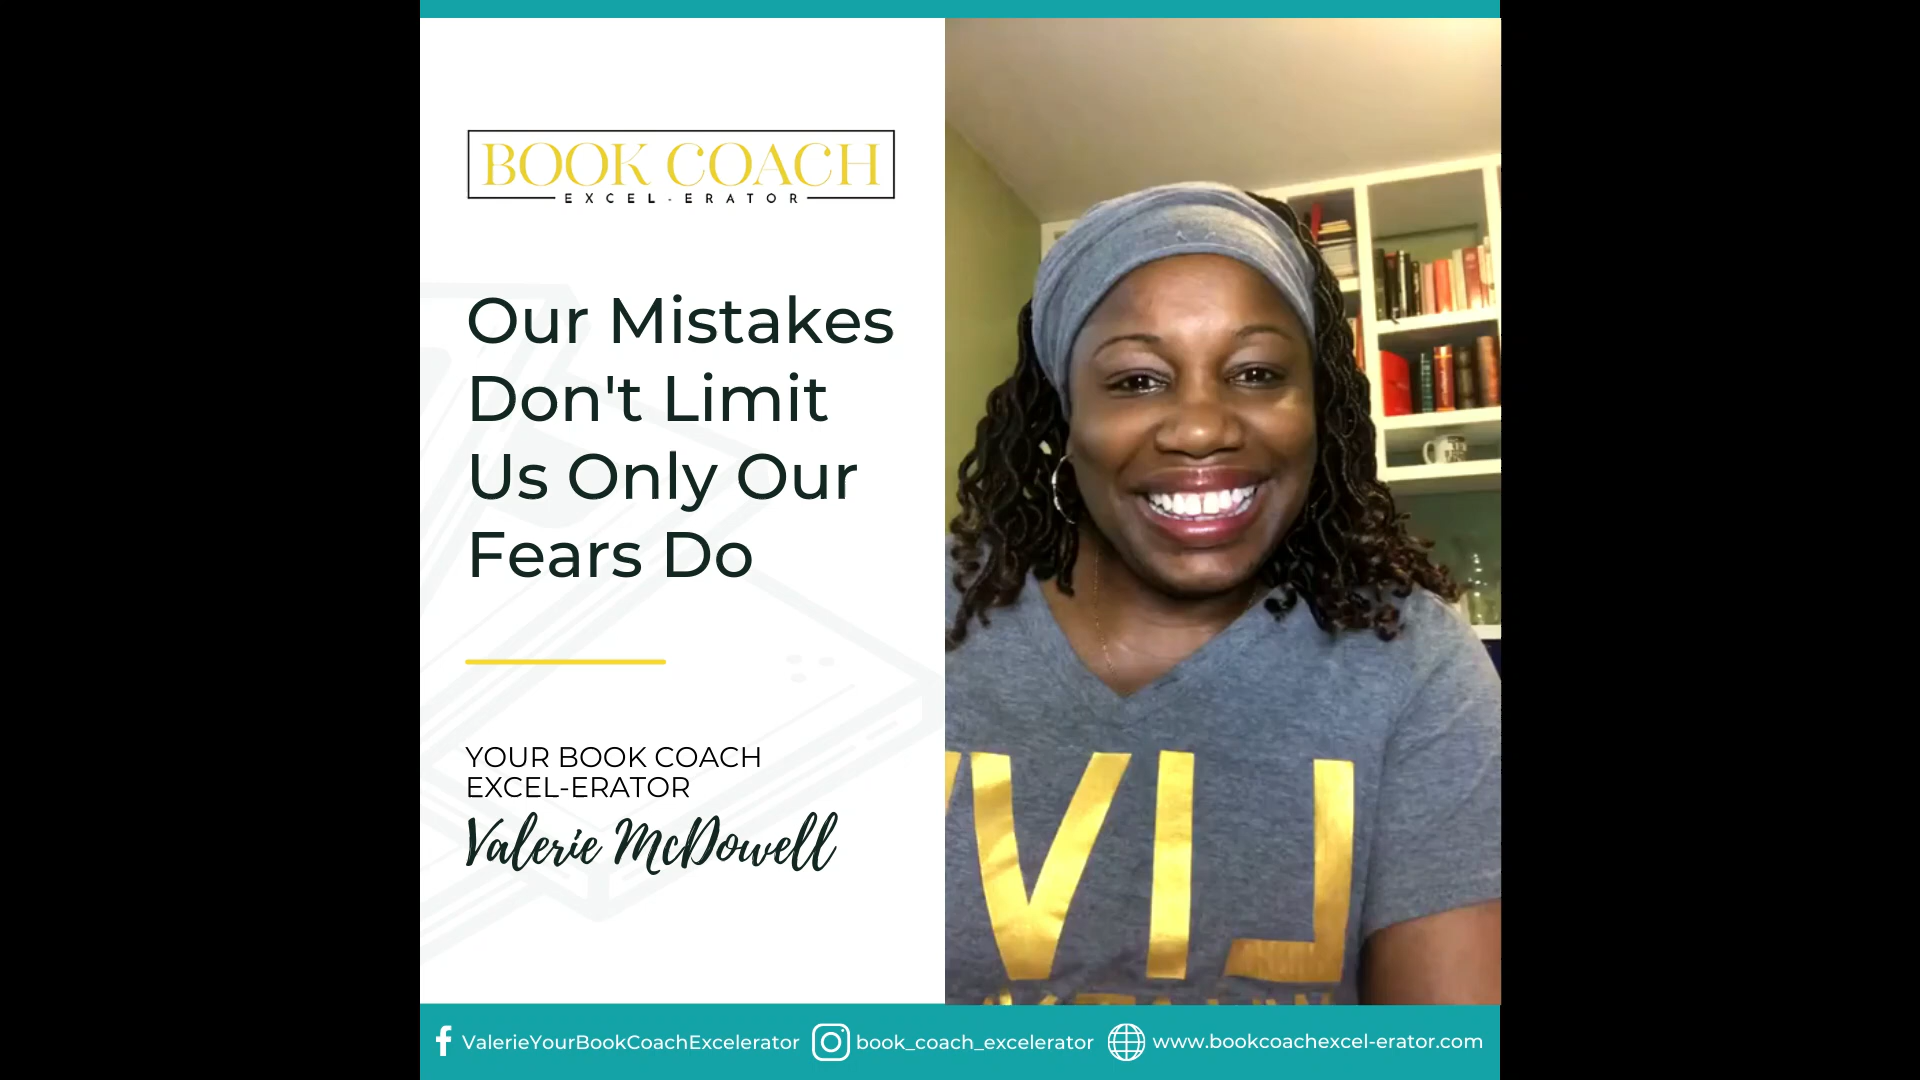 BOOK COACH
EXCEL-ERATOR
Our Mistakes
Don't Limit
Us Only Our
Fears Do
YOUR BOOK COACH
EXCEL-ERATOR
Valerie McDowell
LIV
ValerieYourBookCoachExcelerator
book_coach_excelerator
www.bookcoachexcel-erator.com